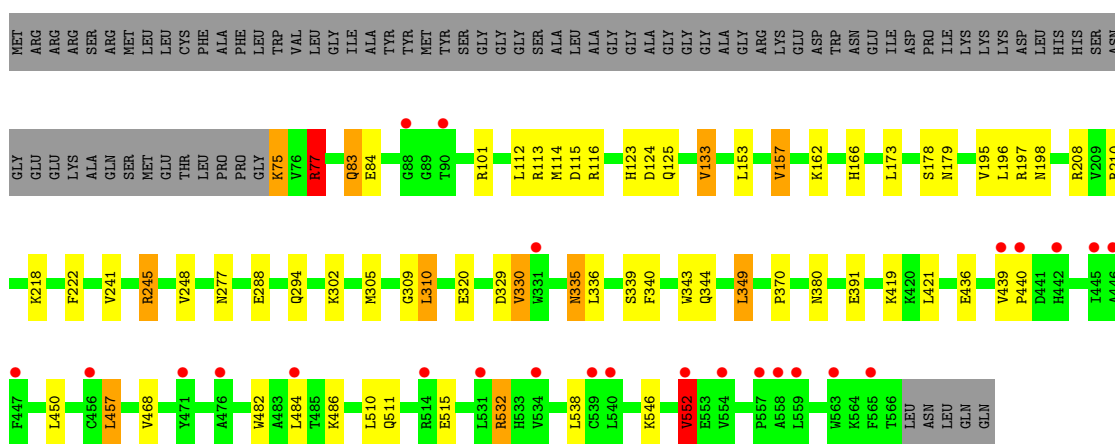 MET ARG ARG ARG SER ARG MET LEU LEU CYS PHE ALA PHE LEU TRP VAL LEU GLY ILE ALA TYR TYR MET TYR SER GLY GLY GLY SER ALA LEU ALA GLY GLY ALA GLY GLY GLY ALA GLY ARG LYS GLU ASP TRP ASN GLU ILE ASP PRO ILE LYS LYS LYS ASP LEU HIS HIS SER ASN
GLY GLU GLU LYS ALA GLN SER MET GLU THR LEU PRO PRO GLY K75 V76 R77 Q83 E84 G88 G89 T90 R101 L112 R113 M114 D115 R116 H123 D124 Q125 V133 L153 V157 K162 H166 L173 S178 N179 V195 L196 R197 N198 R208 V209 R210
K218 F222 V241 R245 V248 N277 E288 Q294 K302 M305 G309 L310 E320 D329 V330 W331 N335 L336 S339 F340 W343 Q344 L349 P370 N380 E391 K419 K420 L421 E436 V439 P440 D441 H442 I445 A446
F447 L450 C456 L457 V468 Y471 A476 W482 A483 L484 T485 K486 L510 Q511 R514 E515 L531 R532 H533 V534 L538 C539 L540 K546 V552 E553 V554 P557 A558 L559 W563 K564 F565 T566 LEU ASN LEU GLN GLN